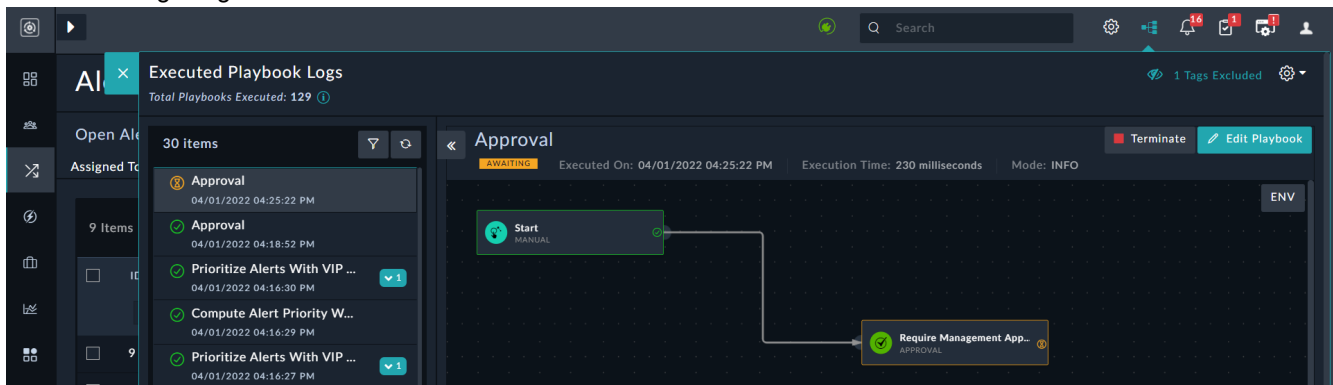 Search
16
1
!
Al
Executed Playbook Logs
Total Playbooks Executed: 129
1 Tags Excluded
Open Ale
Assigned To
9 Items
ID
9
30 items
Approval
04/01/2022 04:25:22 PM
Approval
04/01/2022 04:18:52 PM
Prioritize Alerts With VIP ...
1
04/01/2022 04:16:30 PM
Compute Alert Priority W...
04/01/2022 04:16:29 PM
Prioritize Alerts With VIP ...
1
04/01/2022 04:16:27 PM
Approval
Terminate
Edit Playbook
AWAITING
Executed On: 04/01/2022 04:25:22 PM
Execution Time: 230 milliseconds
Mode: INFO
ENV
Start
MANUAL
Require Management App...
APPROVAL